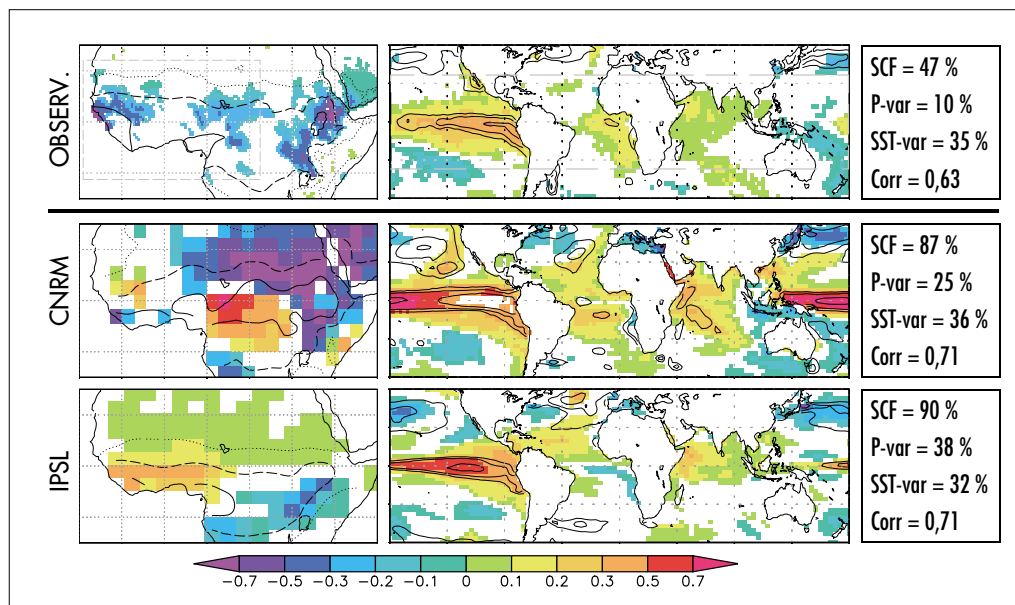 OBSERV.
SCF = 47 %
P-var = 10 %
SST-var = 35 %
Corr = 0,63
CNRM
SCF = 87 %
P-var = 25 %
SST-var = 36 %
Corr = 0,71
IPSL
SCF = 90 %
P-var = 38 %
SST-var = 32 %
Corr = 0,71
−0.7 −0.5 −0.3 −0.2 −0.1 0 0.1 0.2 0.3 0.5 0.7